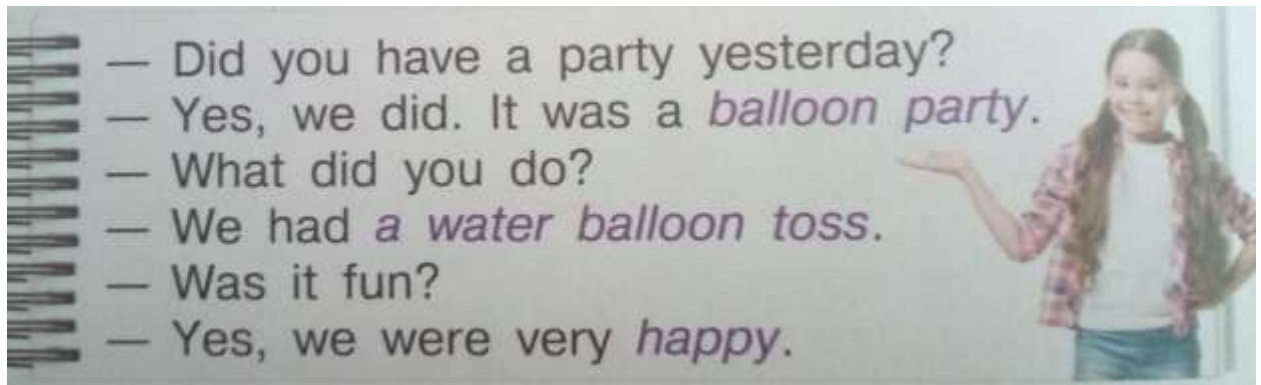 — Did you have a party yesterday?
— Yes, we did. It was a balloon party.
— What did you do?
— We had a water balloon toss.
— Was it fun?
— Yes, we were very happy.